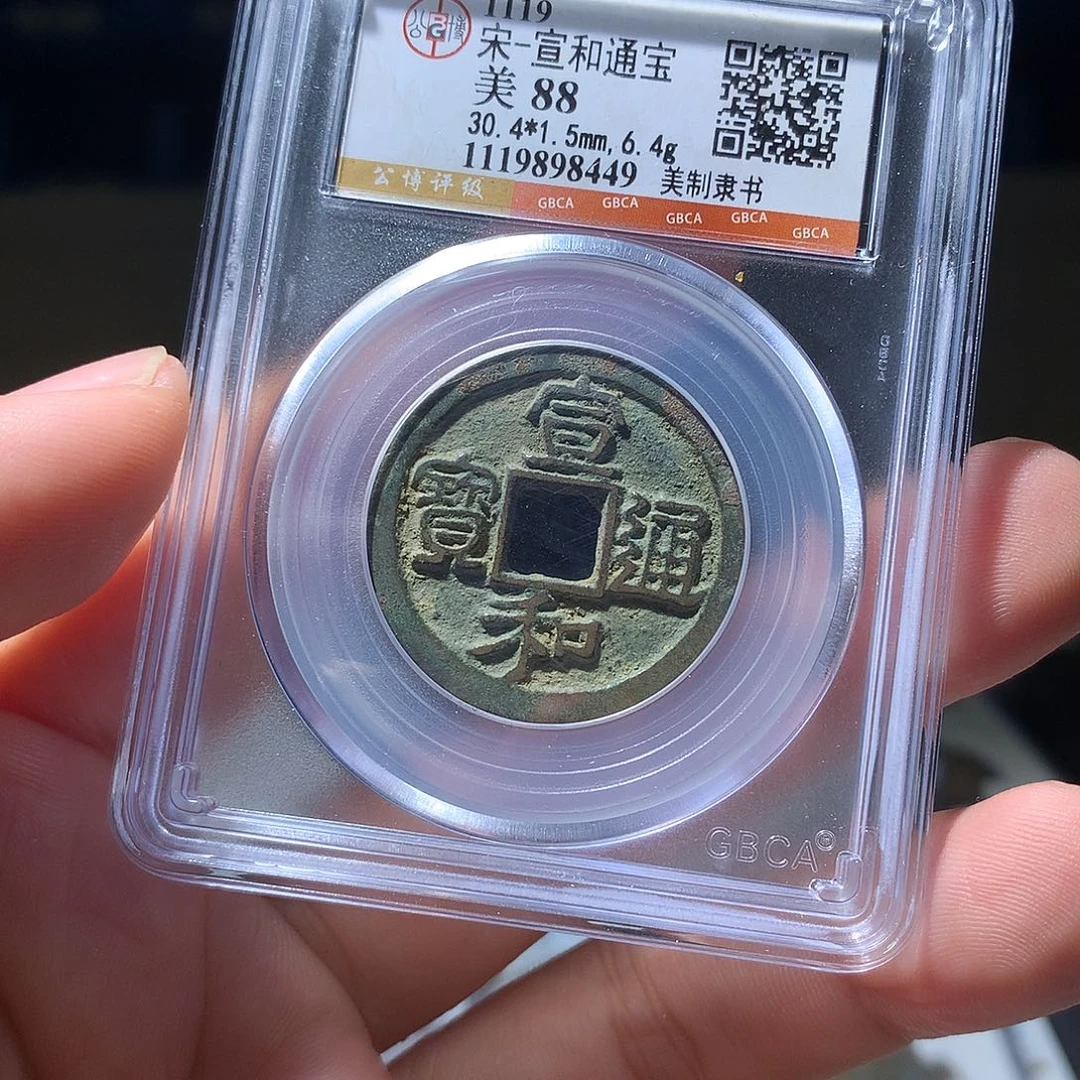 1119
宋-宣和通宝
美 88
30.4*1.5mm, 6.4g
1119898449 美制隶书
公博评级 GBCA GBCA GBCA GBCA GBCA
宣
寶 通
和
GBCA